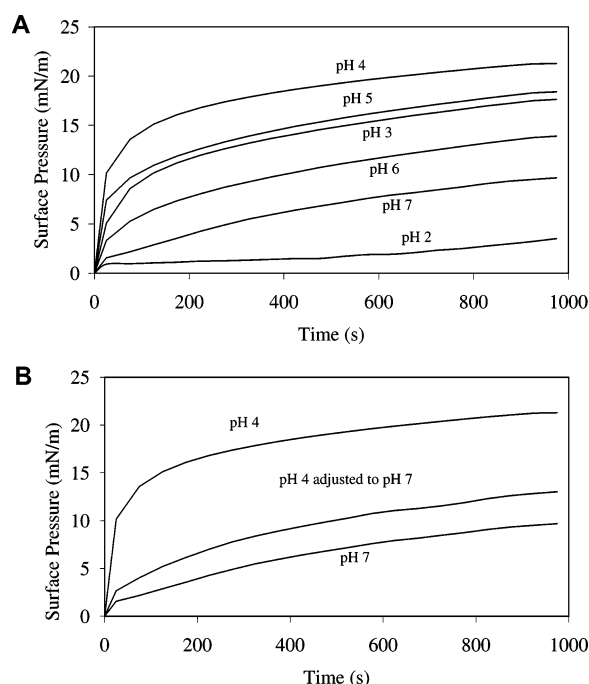 A
25
20
15
10
5
0
Surface Pressure (mN/m)
pH 4
pH 5
pH 3
pH 6
pH 7
pH 2
0 200 400 600 800 1000
Time (s)
B
25
20
15
10
5
0
Surface Pressure (mN/m)
pH 4
pH 4 adjusted to pH 7
pH 7
0 200 400 600 800 1000
Time (s)